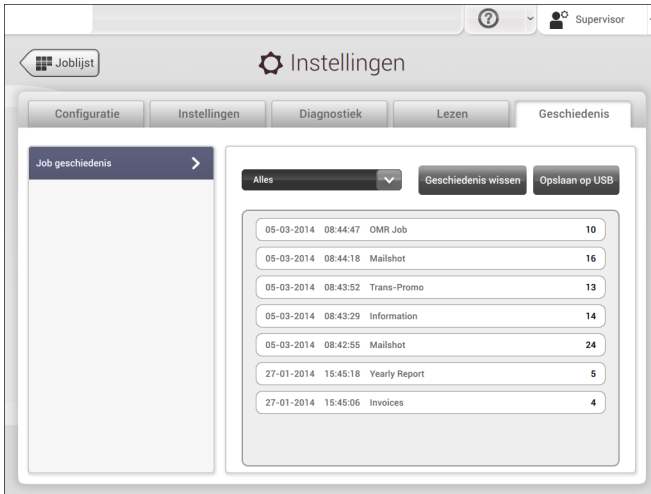 Supervisor
Joblijst
Instellingen
Configuratie Instellingen Diagnostiek Lezen Geschiedenis
Job geschiedenis
Alles Geschiedenis wissen Opslaan op USB
05-03-2014 08:44:47 OMR Job 10
05-03-2014 08:44:18 Mailshot 16
05-03-2014 08:43:52 Trans-Promo 13
05-03-2014 08:43:29 Information 14
05-03-2014 08:42:55 Mailshot 24
27-01-2014 15:45:18 Yearly Report 5
27-01-2014 15:45:06 Invoices 4